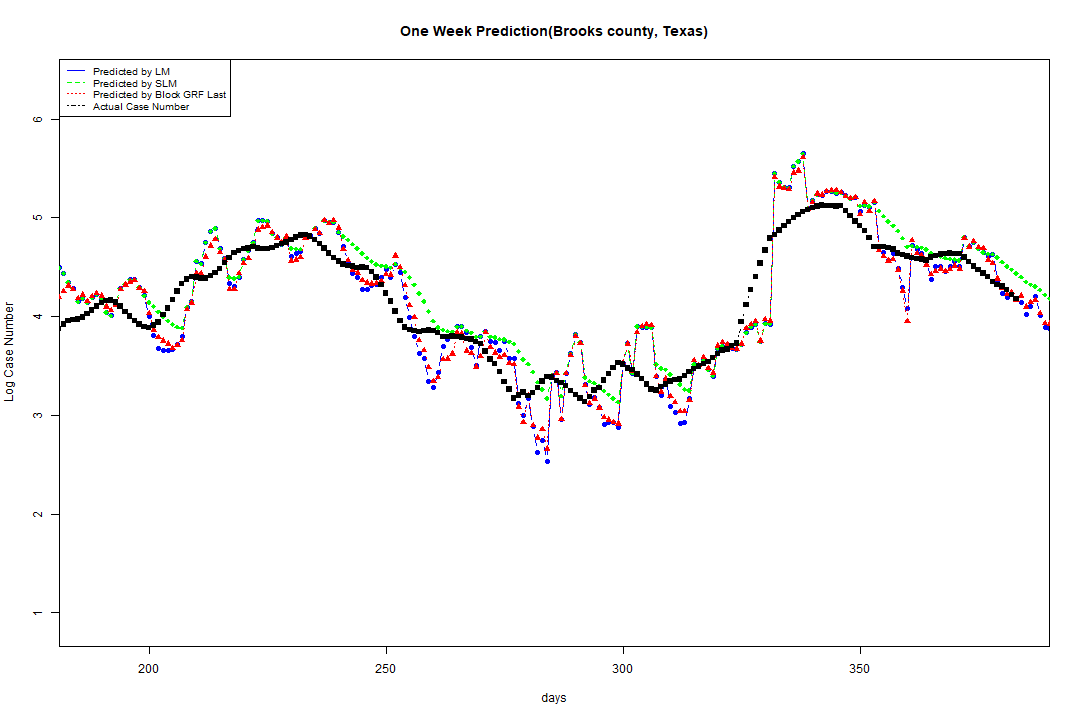 One Week Prediction(Brooks county, Texas)
Predicted by LM
Predicted by SLM
Predicted by Block GRF Last
Actual Case Number
Log Case Number
6
5
4
3
2
1
200 250 300 350
days